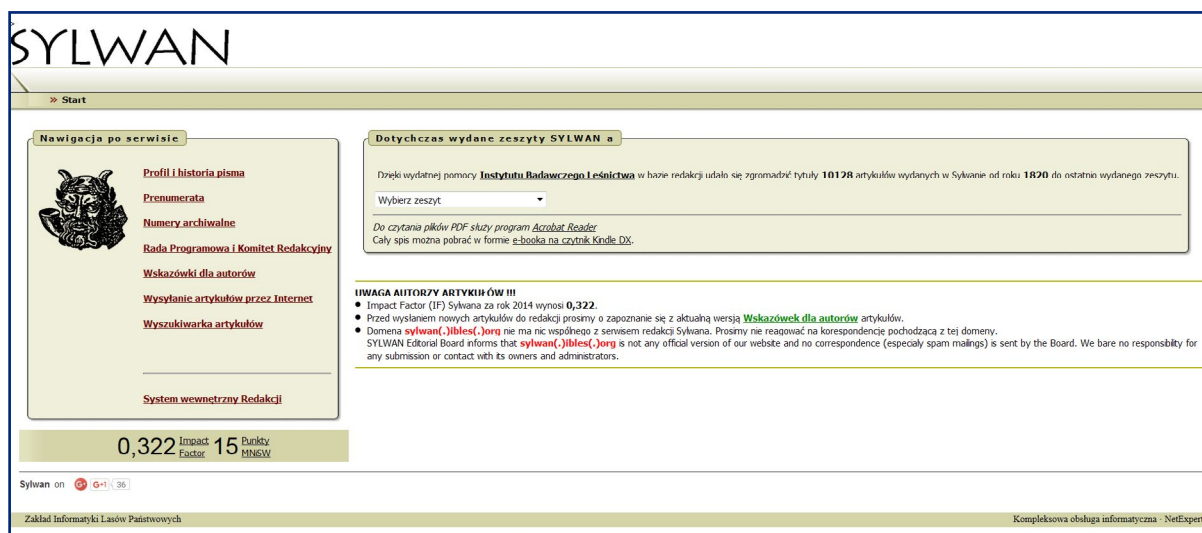 >
SYLWAN
» Start
Nawigacja po serwisie
Profil i historia pisma
Prenumerata
Numery archiwalne
Rada Programowa i Komitet Redakcyjny
Wskazówki dla autorów
Wysyłanie artykułów przez Internet
Wyszukiwarka artykułów
System wewnętrzny Redakcji
0,322 Impact Factor 15 Punkty MNiSW
Dotychczas wydane zeszyty SYLWAN a
Dzięki wydatnej pomocy Instytutu Badawczego Leśnictwa w bazie redakcji udało się zgromadzić tytuły 10128 artykułów wydanych w Sylwanie od roku 1820 do ostatnio wydanego zeszytu.
Wybierz zeszyt
Do czytania plików PDF służy program Acrobat Reader
Cały spis można pobrać w formie e-booka na czytnik Kindle DX.
UWAGA AUTORZY ARTYKUŁÓW !!!
● Impact Factor (IF) Sylwana za rok 2014 wynosi 0,322.
● Przed wysłaniem nowych artykułów do redakcji prosimy o zapoznanie się z aktualną wersją Wskazówek dla autorów artykułów.
● Domena sylwan(.)ibles(.)org nie ma nic wspólnego z serwisem redakcji Sylwana. Prosimy nie reagować na korespondencję pochodzącą z tej domeny.
SYLWAN Editorial Board informs that sylwan(.)ibles(.)org is not any official version of our website and no correspondence (especialy spam mailings) is sent by the Board. We bare no responsibility for
any submission or contact with its owners and administrators.
Sylwan on G+ G+1 36
Zakład Informatyki Lasów Państwowych
Kompleksowa obsługa informatyczna - NetExpert